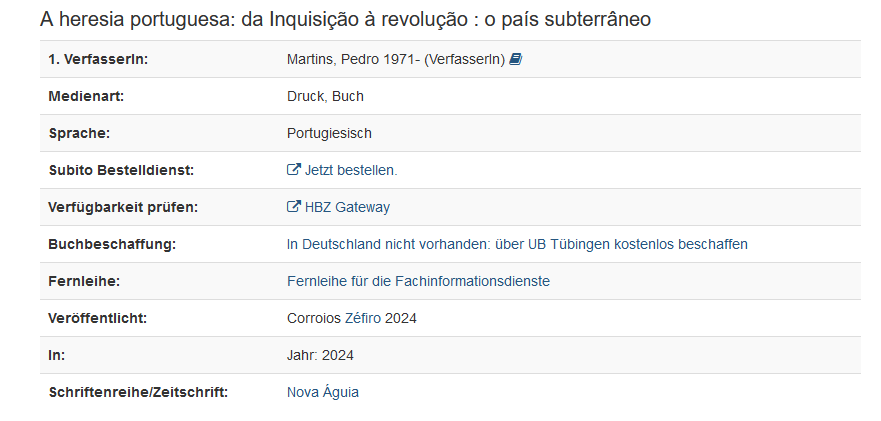 A heresia portuguesa: da Inquisição à revolução : o país subterrâneo
1. VerfasserIn: Martins, Pedro 1971- (VerfasserIn)
Medienart: Druck, Buch
Sprache: Portugiesisch
Subito Bestelldienst: Jetzt bestellen.
Verfügbarkeit prüfen: HBZ Gateway
Buchbeschaffung: In Deutschland nicht vorhanden: über UB Tübingen kostenlos beschaffen
Fernleihe: Fernleihe für die Fachinformationsdienste
Veröffentlicht: Corroios Zéfiro 2024
In: Jahr: 2024
Schriftenreihe/Zeitschrift: Nova Águia